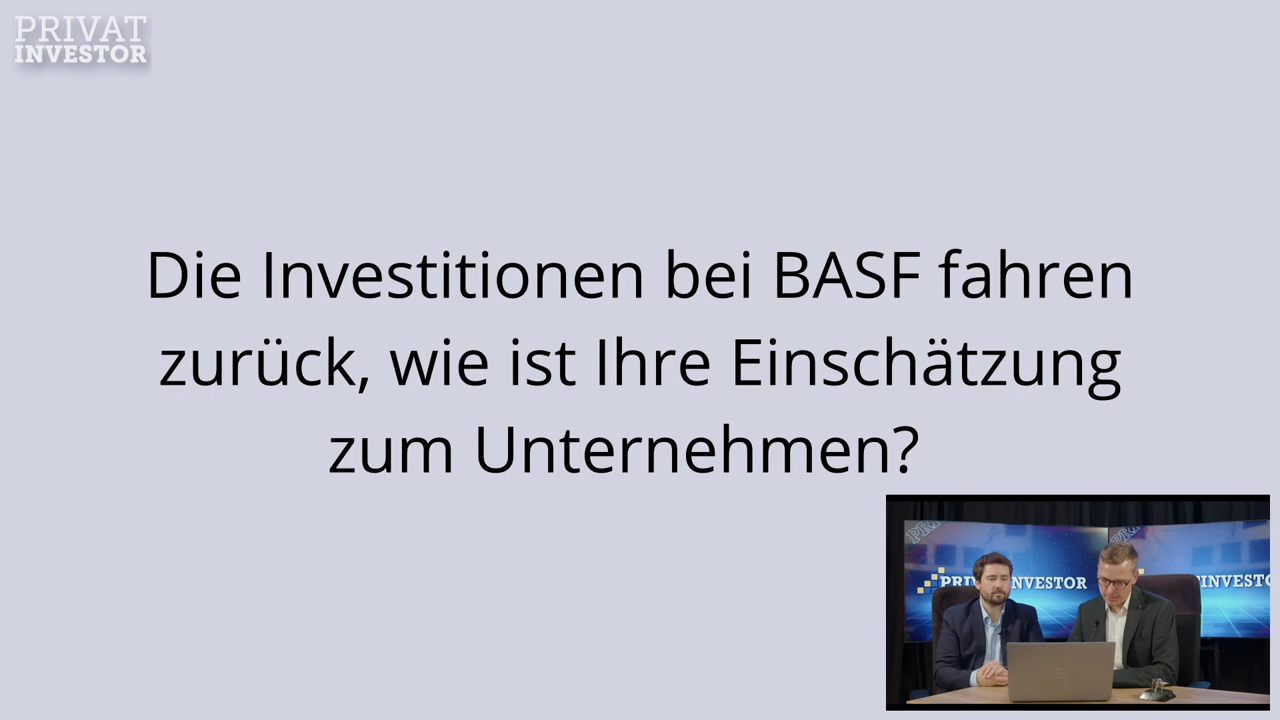 PRIVAT
INVESTOR
Die Investitionen bei BASF fahren
zurück, wie ist Ihre Einschätzung
zum Unternehmen?